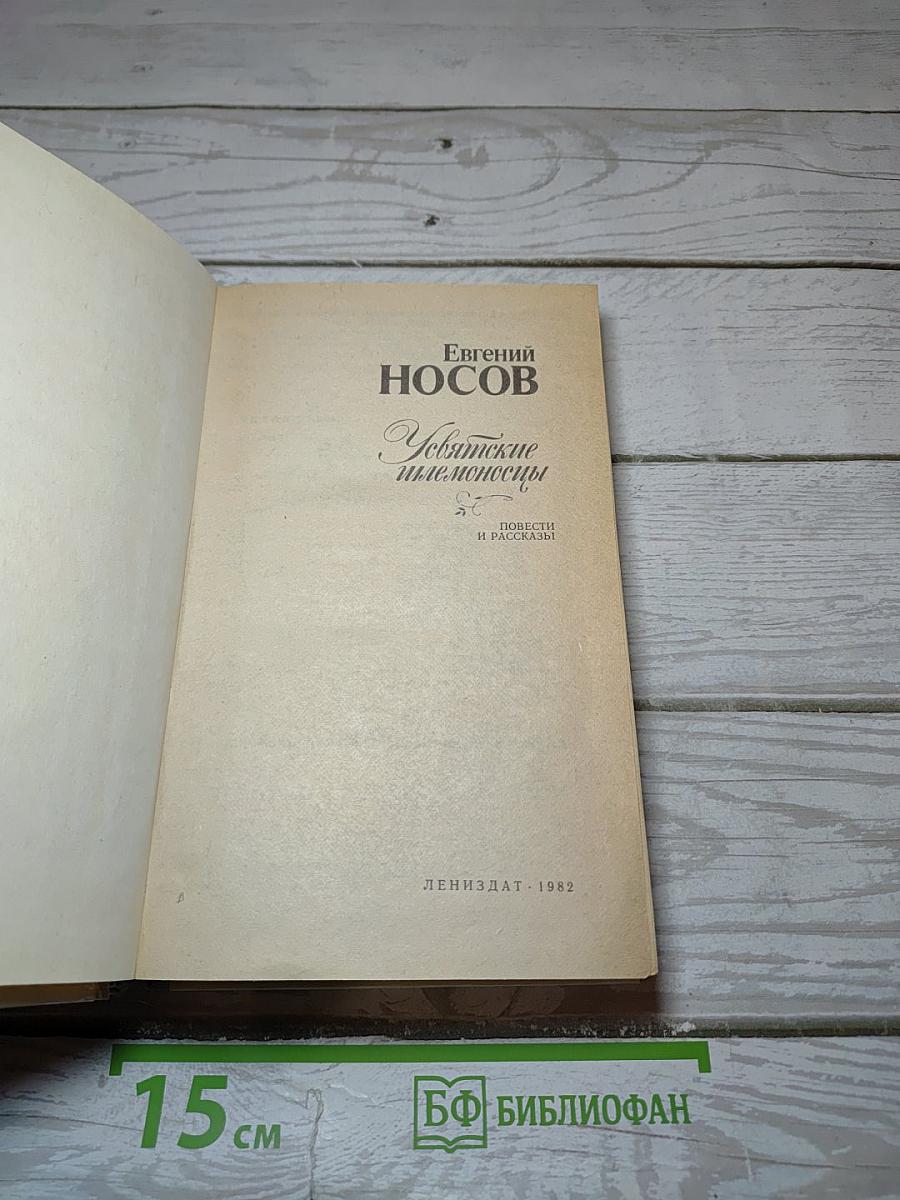 Евгений
НОСОВ
Усвятские
шлемоносцы
ПОВЕСТИ
И РАССКАЗЫ
ЛЕНИЗДАТ · 1982
15 см
БФ БИБЛИОФАН